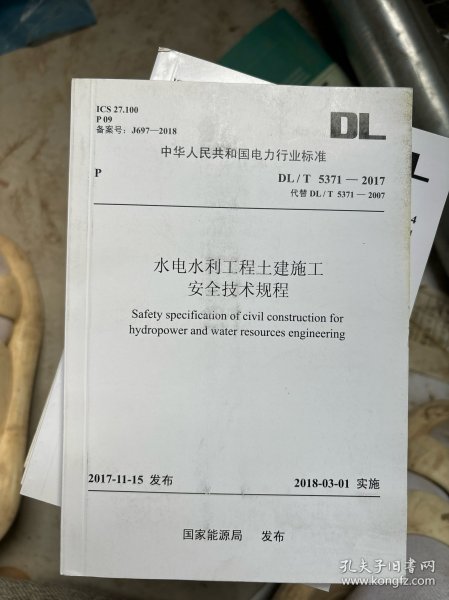 ICS 27.100
P 09
备案号：J697—2018
DL
中华人民共和国电力行业标准
P
DL / T 5371 — 2017
代替 DL / T 5371 — 2007
水电水利工程土建施工
安全技术规程
Safety specification of civil construction for
hydropower and water resources engineering
2017-11-15 发布
2018-03-01 实施
国家能源局 发布
L
4
孔夫子旧书网
www.kongfz.com